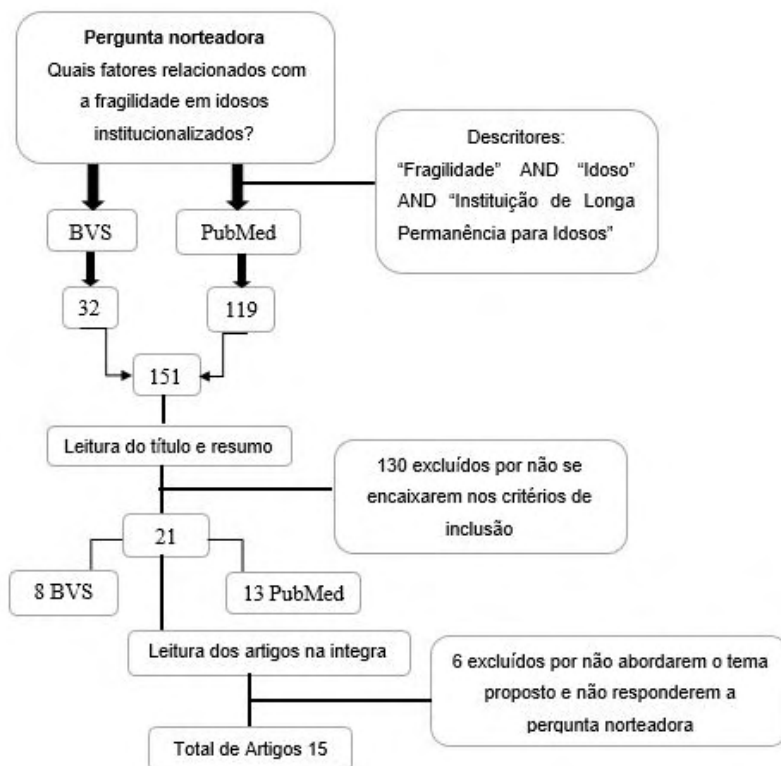 Pergunta norteadora
Quais fatores relacionados com
a fragilidade em idosos
institucionalizados?
Descritores:
“Fragilidade” AND “Idoso”
AND “Instituição de Longa
Permanência para Idosos”
BVS
PubMed
32
119
151
Leitura do título e resumo
130 excluídos por não se
encaixarem nos critérios de
inclusão
21
8 BVS
13 PubMed
Leitura dos artigos na integra
6 excluídos por não abordarem o tema
proposto e não responderem a
pergunta norteadora
Total de Artigos 15